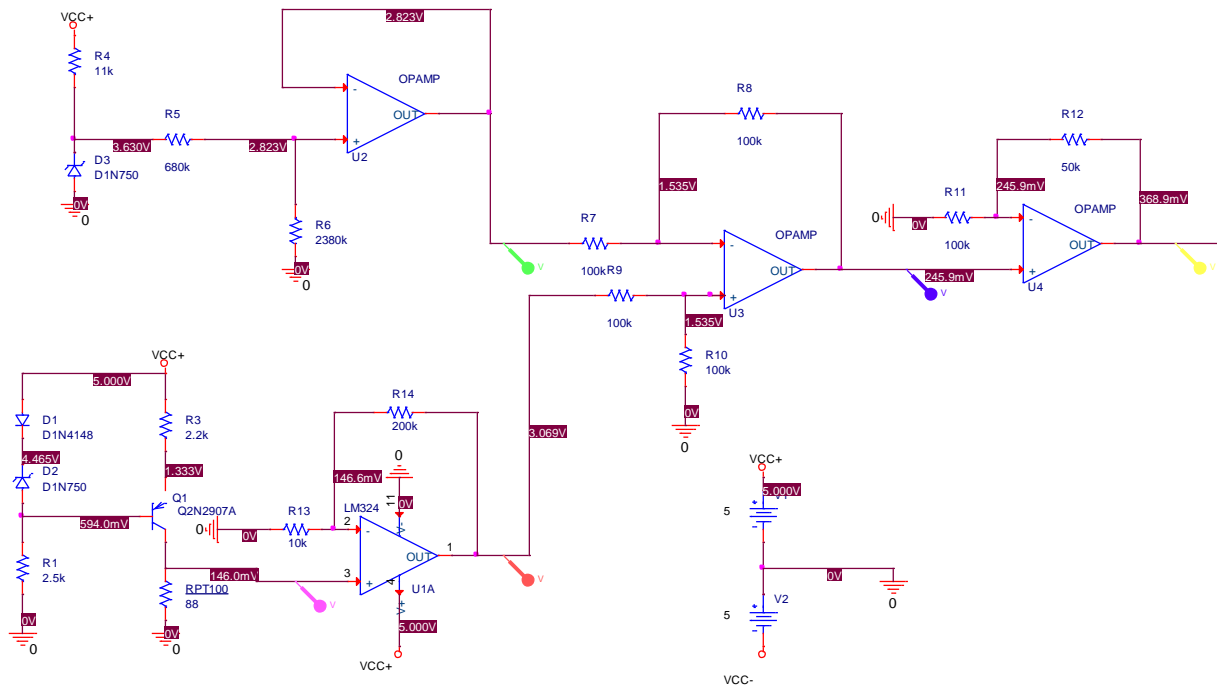 VCC+
R4
11k
2.823V
OPAMP
-
OUT
+
U2
R5
3.630V
2.823V
680k
D3
D1N750
0V
0
R6
2380k
0V
0
R8
100k
1.535V
R7
100k
V
R9
100k
OPAMP
-
OUT
+
U3
1.535V
R10
100k
0V
0
R12
50k
245.9mV
368.9mV
R11
0
0V
100k
OPAMP
-
OUT
+
U4
V
245.9mV
V
VCC+
5.000V
D1
D1N4148
4.465V
D2
D1N750
R3
2.2k
1.333V
Q1
Q2N2907A
594.0mV
R1
2.5k
0V
0
146.0mV
RPT100
88
0V
0
V
R14
200k
146.6mV
0
11
0V
V-
R13
0
0V
10k
LM324
2
-
OUT
1
3
+
4
V+
U1A
5.000V
VCC+
3.069V
V
VCC+
5.000V
V1
5
+
-
0V
0
V2
5
+
-
VCC-